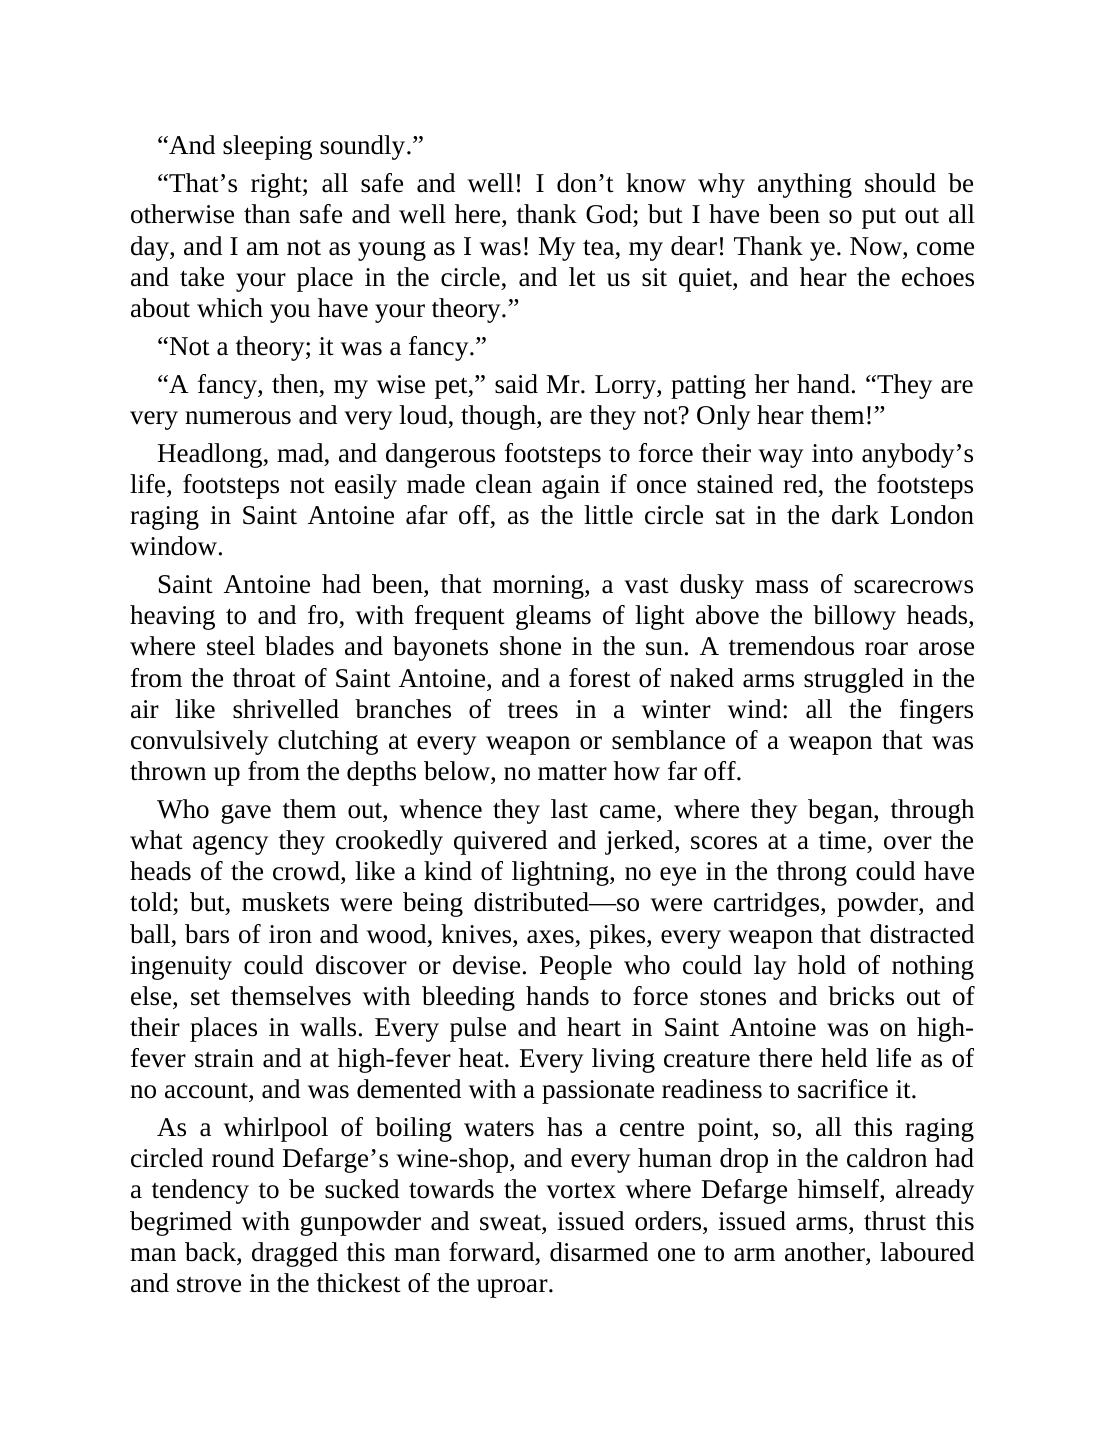 “And sleeping soundly.”
“That’s right; all safe and well! I don’t know why anything should be
otherwise than safe and well here, thank God; but I have been so put out all
day, and I am not as young as I was! My tea, my dear! Thank ye. Now, come
and take your place in the circle, and let us sit quiet, and hear the echoes
about which you have your theory.”
“Not a theory; it was a fancy.”
“A fancy, then, my wise pet,” said Mr. Lorry, patting her hand. “They are
very numerous and very loud, though, are they not? Only hear them!”
Headlong, mad, and dangerous footsteps to force their way into anybody’s
life, footsteps not easily made clean again if once stained red, the footsteps
raging in Saint Antoine afar off, as the little circle sat in the dark London
window.
Saint Antoine had been, that morning, a vast dusky mass of scarecrows
heaving to and fro, with frequent gleams of light above the billowy heads,
where steel blades and bayonets shone in the sun. A tremendous roar arose
from the throat of Saint Antoine, and a forest of naked arms struggled in the
air like shrivelled branches of trees in a winter wind: all the fingers
convulsively clutching at every weapon or semblance of a weapon that was
thrown up from the depths below, no matter how far off.
Who gave them out, whence they last came, where they began, through
what agency they crookedly quivered and jerked, scores at a time, over the
heads of the crowd, like a kind of lightning, no eye in the throng could have
told; but, muskets were being distributed—so were cartridges, powder, and
ball, bars of iron and wood, knives, axes, pikes, every weapon that distracted
ingenuity could discover or devise. People who could lay hold of nothing
else, set themselves with bleeding hands to force stones and bricks out of
their places in walls. Every pulse and heart in Saint Antoine was on high-
fever strain and at high-fever heat. Every living creature there held life as of
no account, and was demented with a passionate readiness to sacrifice it.
As a whirlpool of boiling waters has a centre point, so, all this raging
circled round Defarge’s wine-shop, and every human drop in the caldron had
a tendency to be sucked towards the vortex where Defarge himself, already
begrimed with gunpowder and sweat, issued orders, issued arms, thrust this
man back, dragged this man forward, disarmed one to arm another, laboured
and strove in the thickest of the uproar.